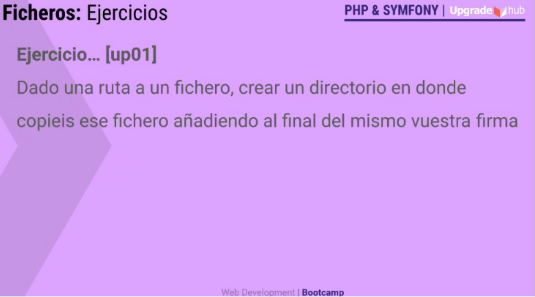 Ficheros: Ejercicios
PHP & SYMFONY | Upgrade hub
Ejercicio... [up01]
Dado una ruta a un fichero, crear un directorio en donde
copieis ese fichero añadiendo al final del mismo vuestra firma
Web Development | Bootcamp